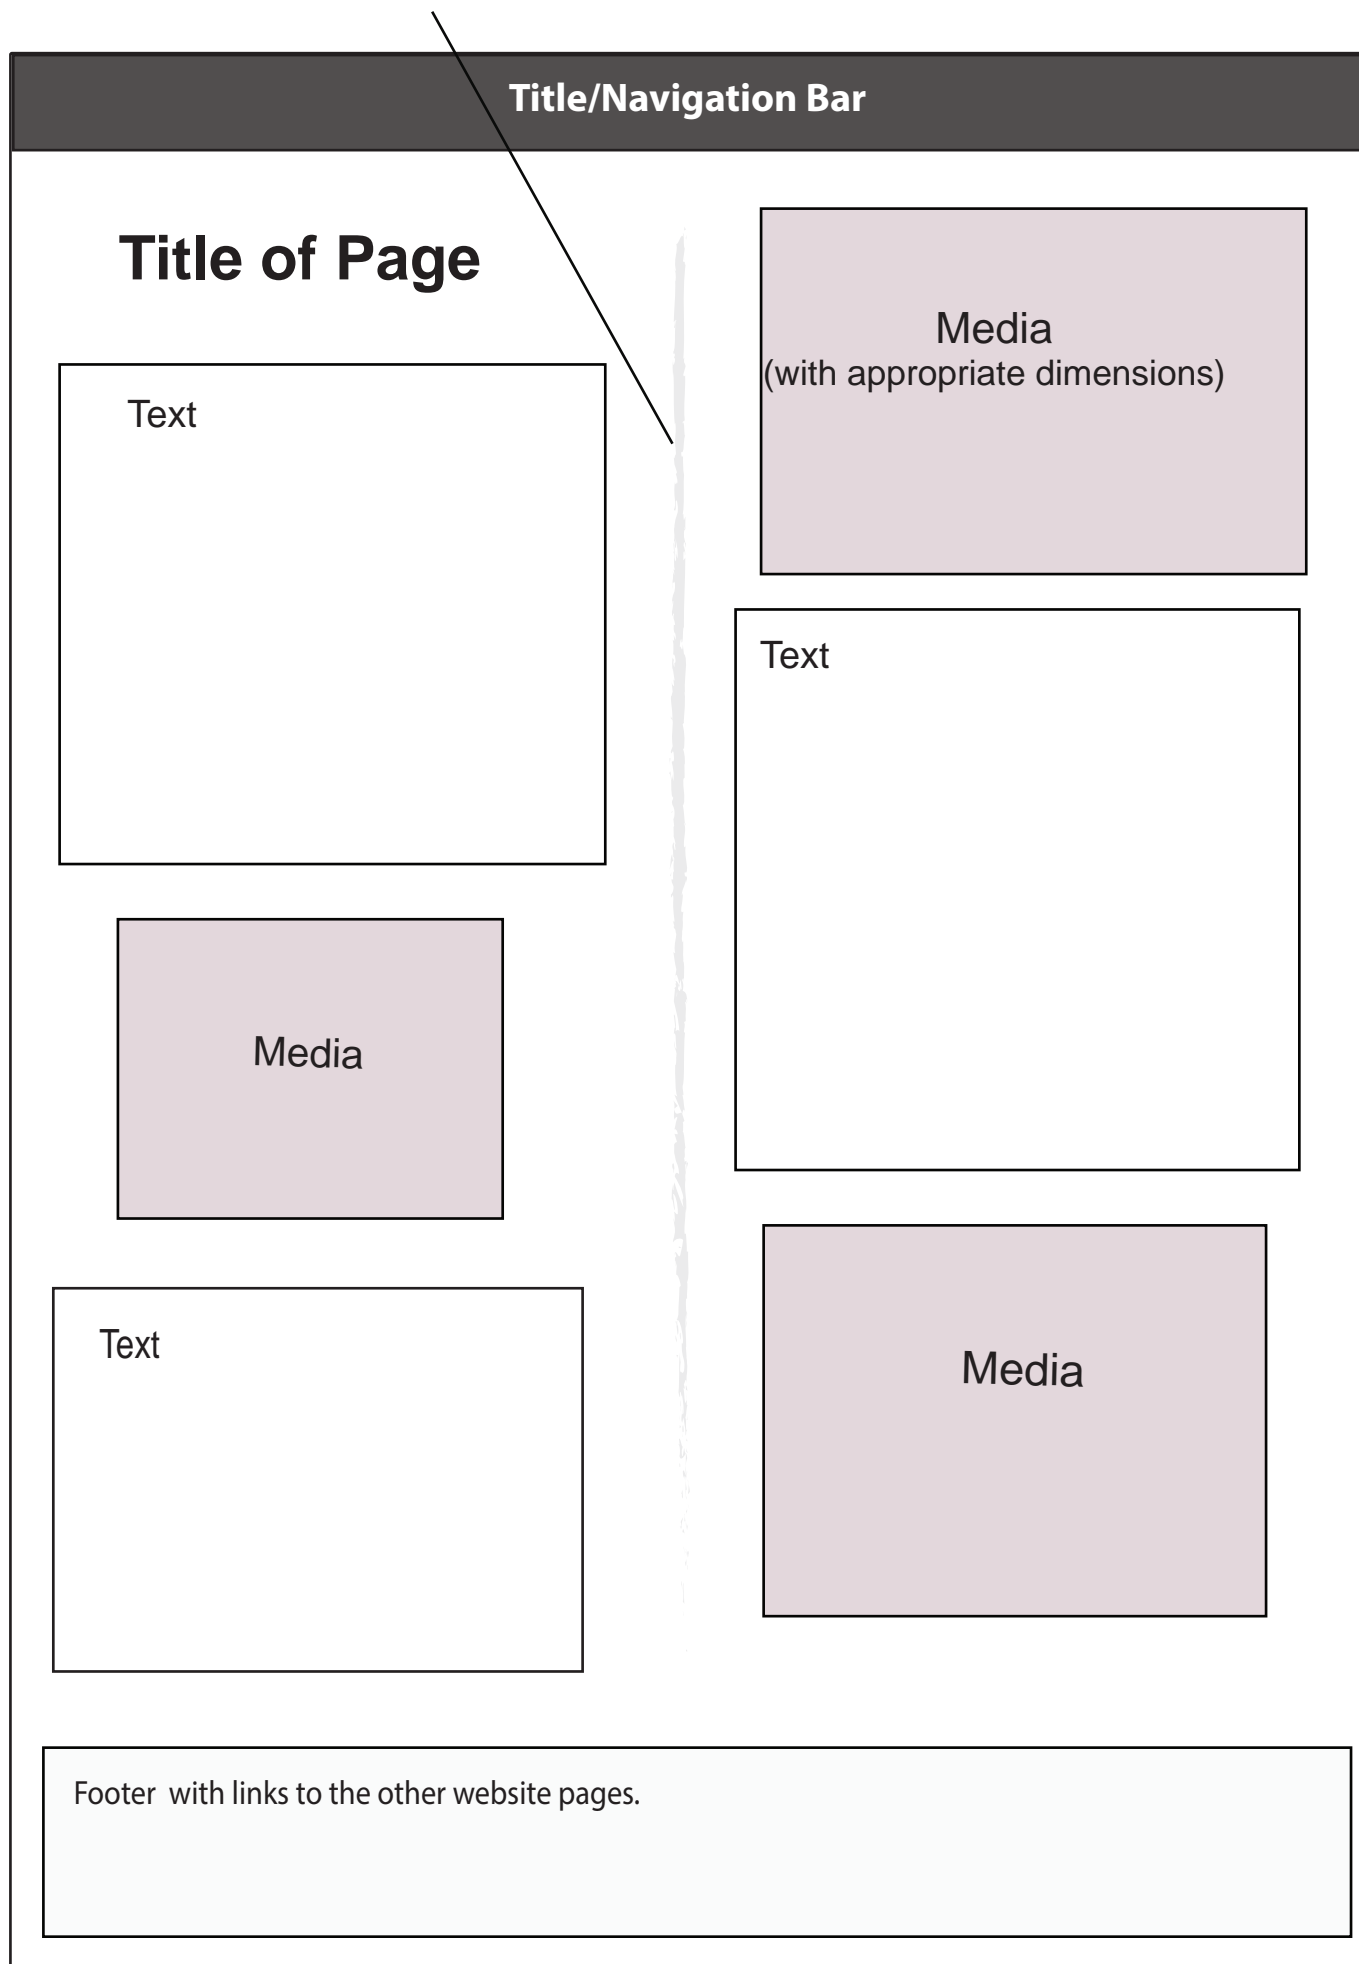 Title/Navigation Bar
Title of Page
Text
Media
Text
Media
(with appropriate dimensions)
Text
Media
Footer  with links to the other website pages.